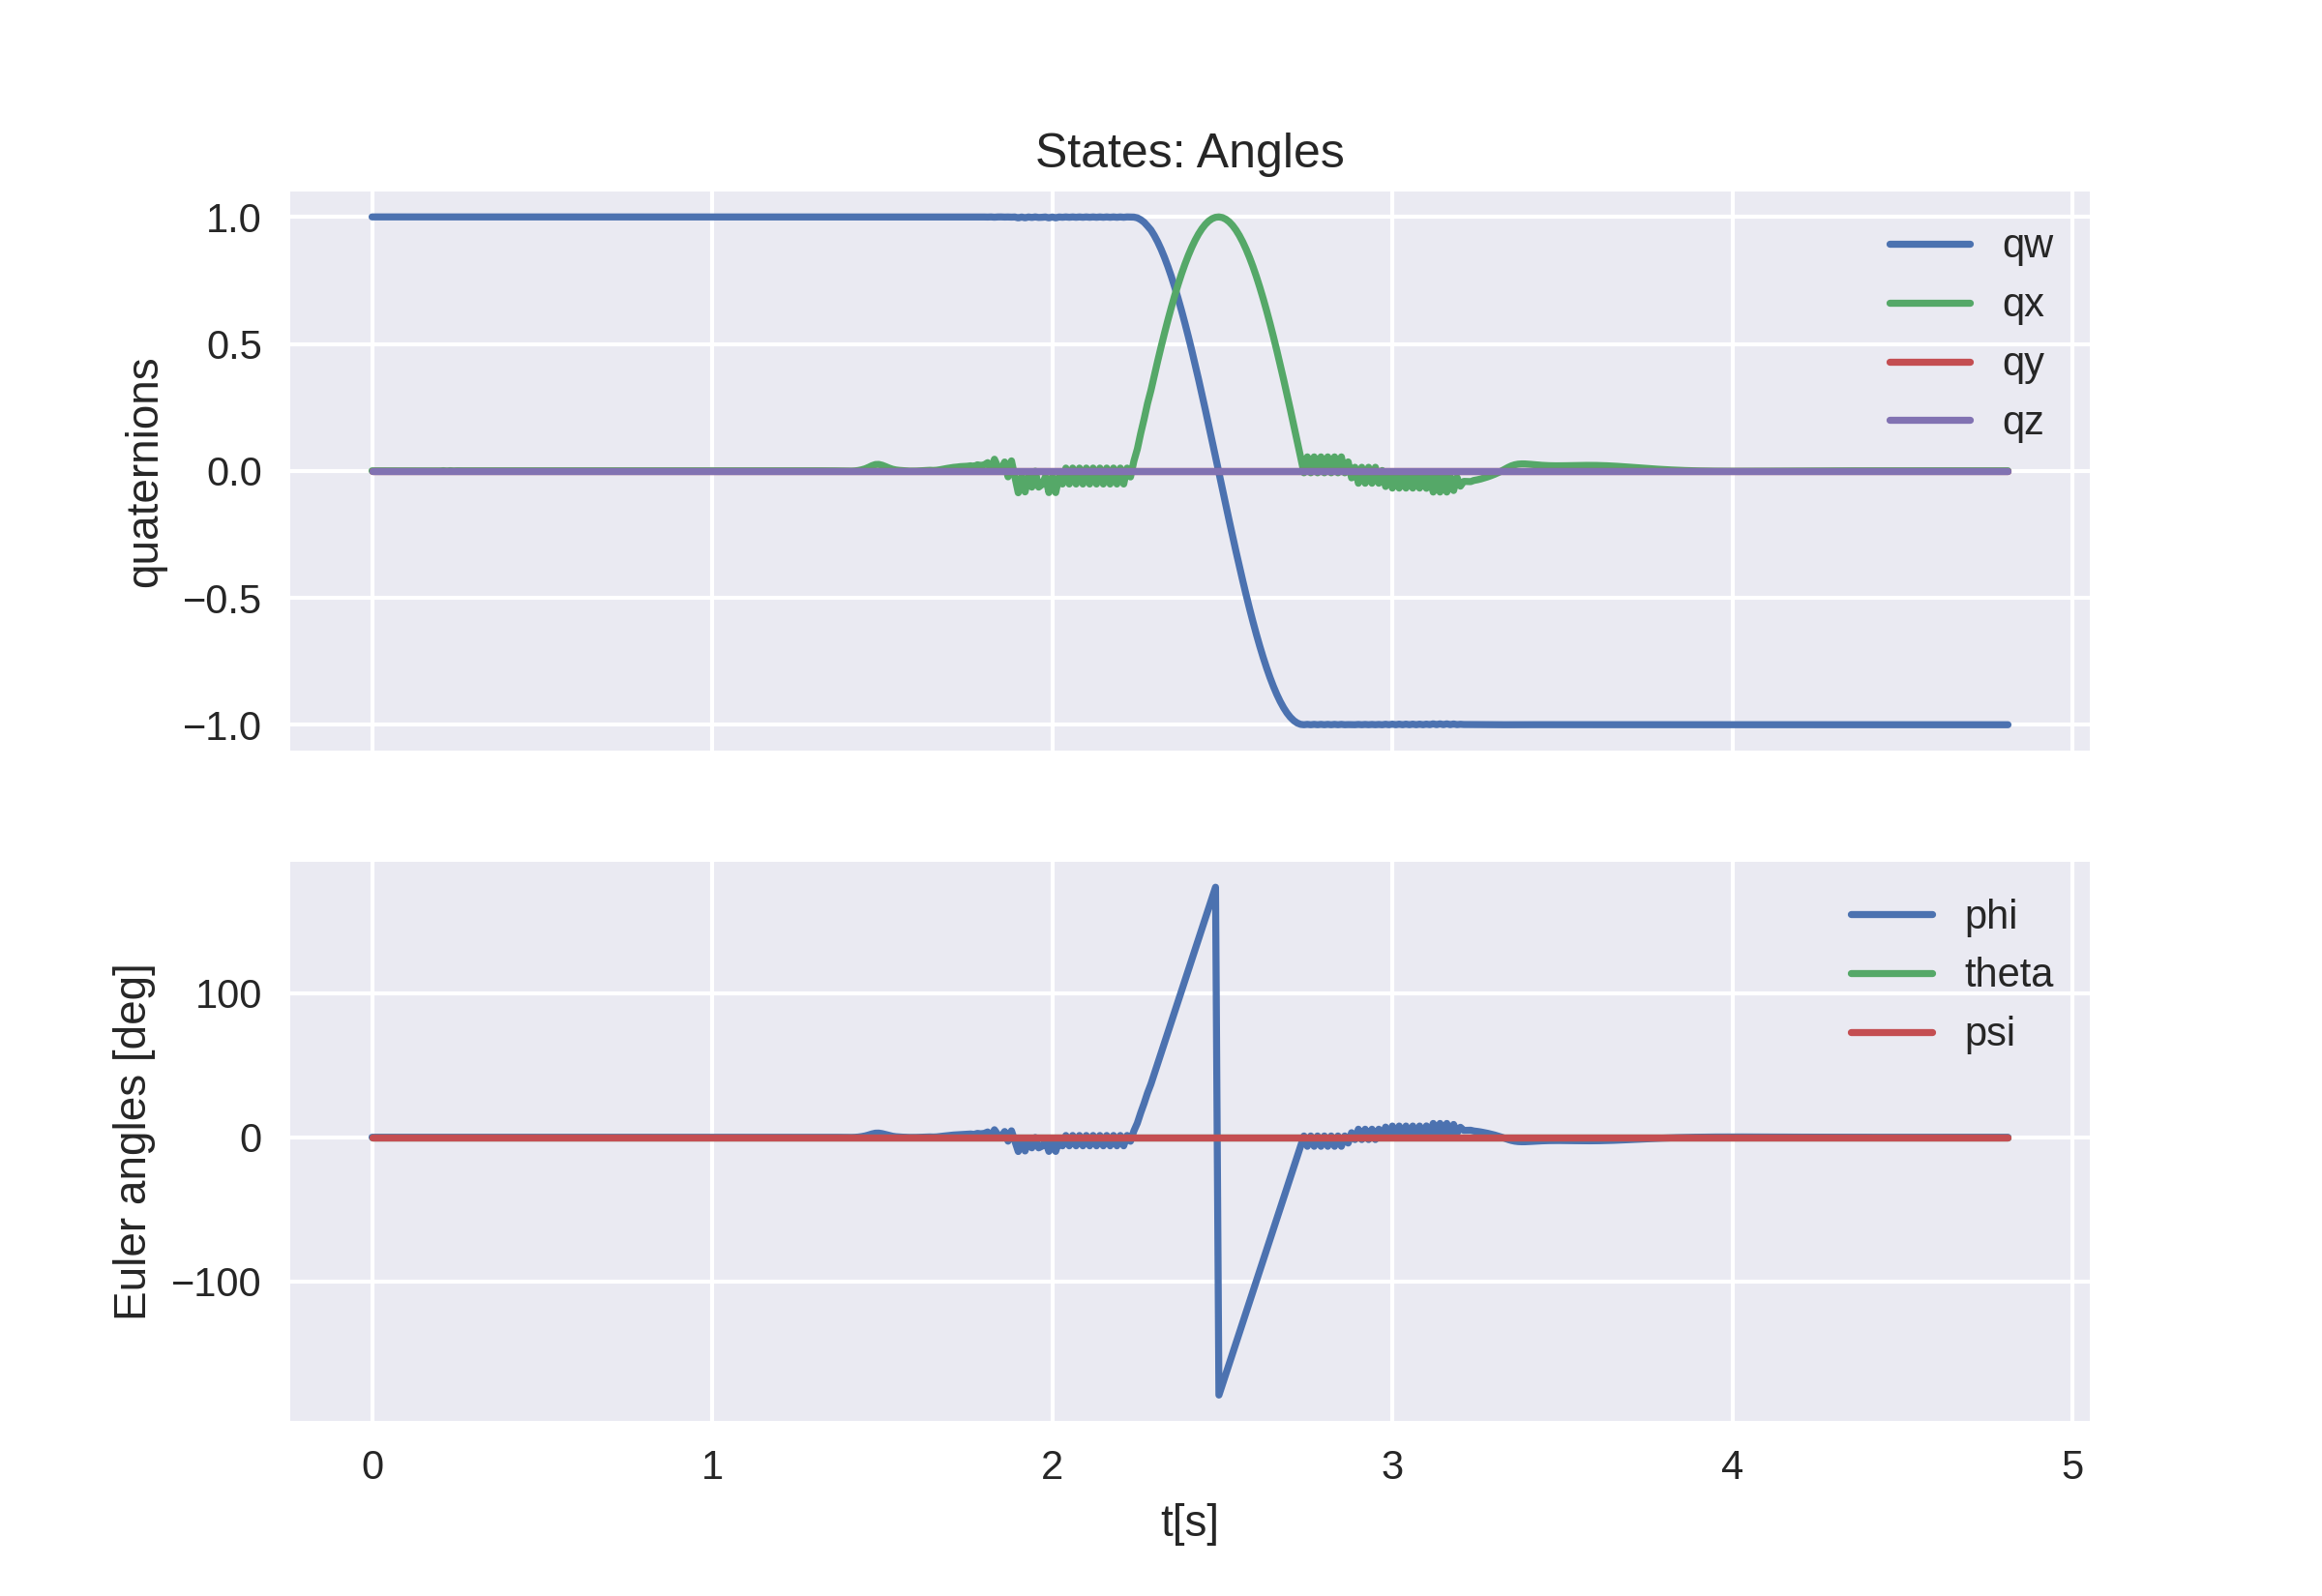 States: Angles
quaternions
1.0
0.5
0.0
−0.5
−1.0
qw
qx
qy
qz
Euler angles [deg]
100
0
−100
phi
theta
psi
0 1 2 3 4 5
t[s]